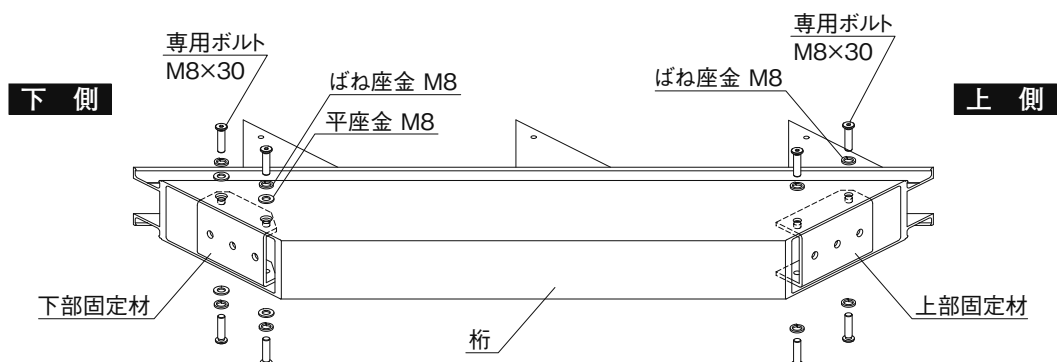 専用ボルト
M8×30
ばね座金 M8
平座金 M8
下 側
専用ボルト
M8×30
ばね座金 M8
上 側
下部固定材
桁
上部固定材